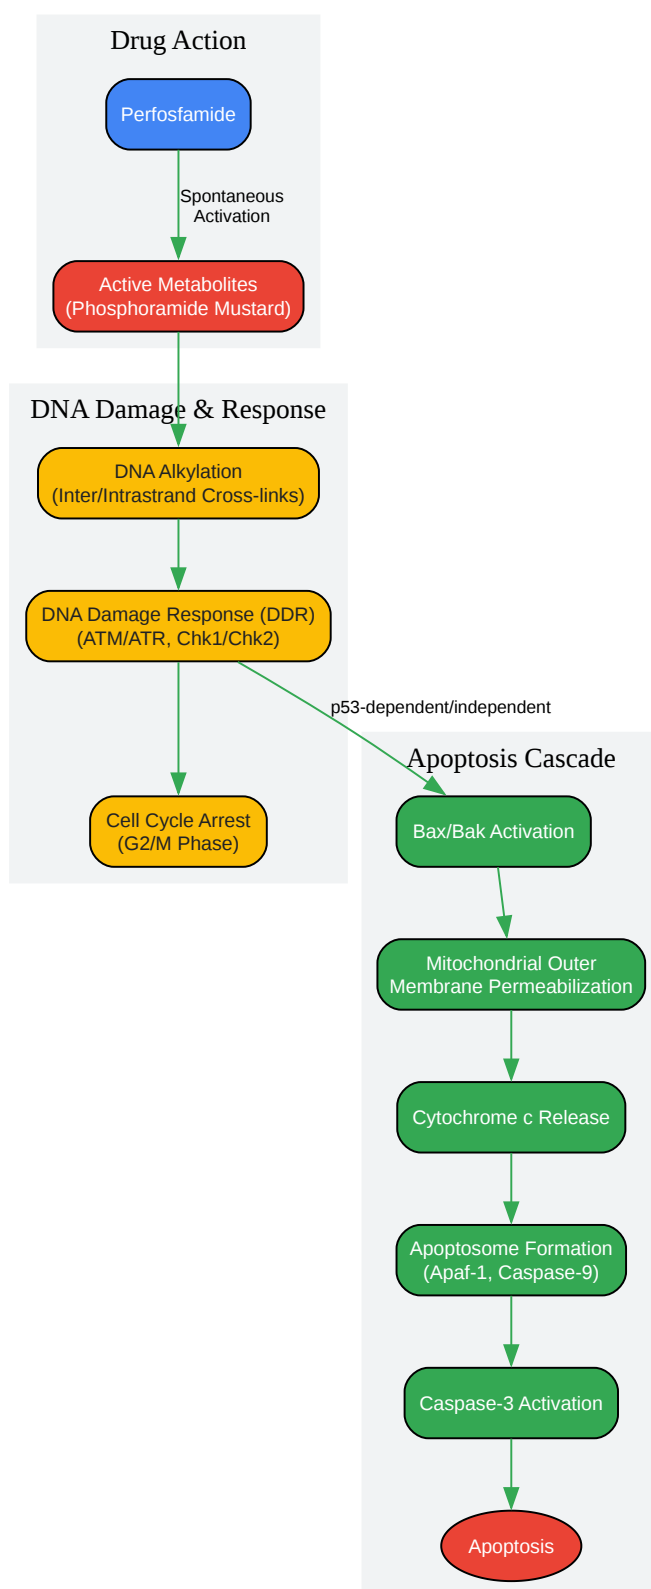 Drug Action
Perfosfamide
Spontaneous
Activation
Active Metabolites
(Phosphoramide Mustard)
DNA Damage & Response
DNA Alkylation
(Inter/Intrastrand Cross-links)
DNA Damage Response (DDR)
(ATM/ATR, Chk1/Chk2)
p53-dependent/independent
Cell Cycle Arrest
(G2/M Phase)
Apoptosis Cascade
Bax/Bak Activation
Mitochondrial Outer
Membrane Permeabilization
Cytochrome c Release
Apoptosome Formation
(Apaf-1, Caspase-9)
Caspase-3 Activation
Apoptosis